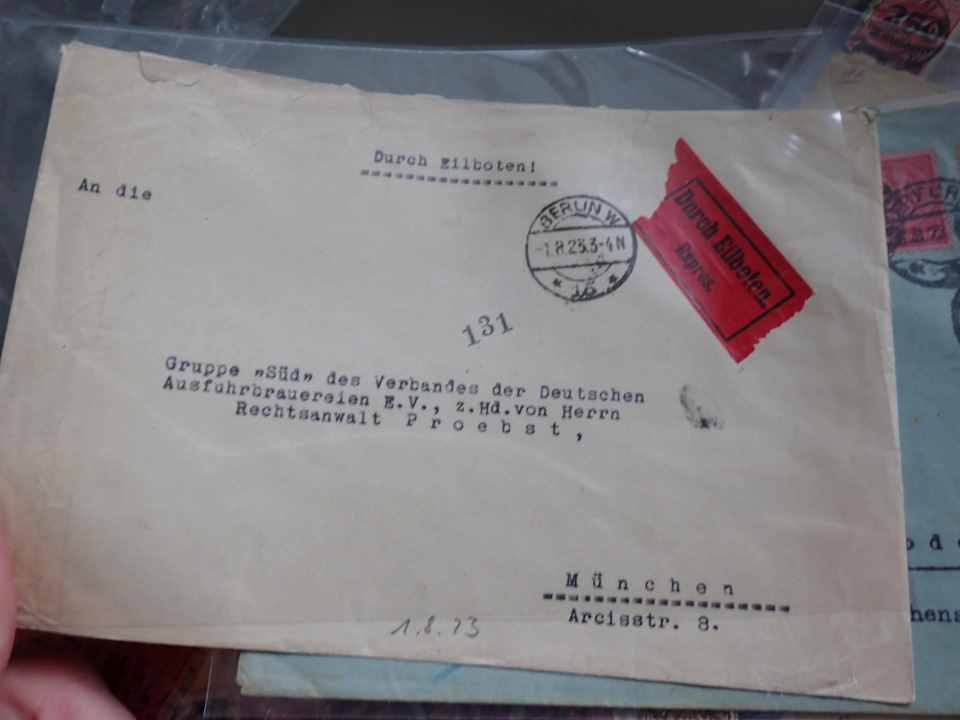 Durch Eilboten!
An die
BERLIN W
-1.8.23.3-4N
Durch Eilboten.
Exprès.
131
Gruppe »Süd» des Verbandes der Deutschen
Ausfuhrbrauereien E.V., z.Hd.von Herrn
Rechtsanwalt Proebst,
München
Arcisstr. 8.
1.8.23